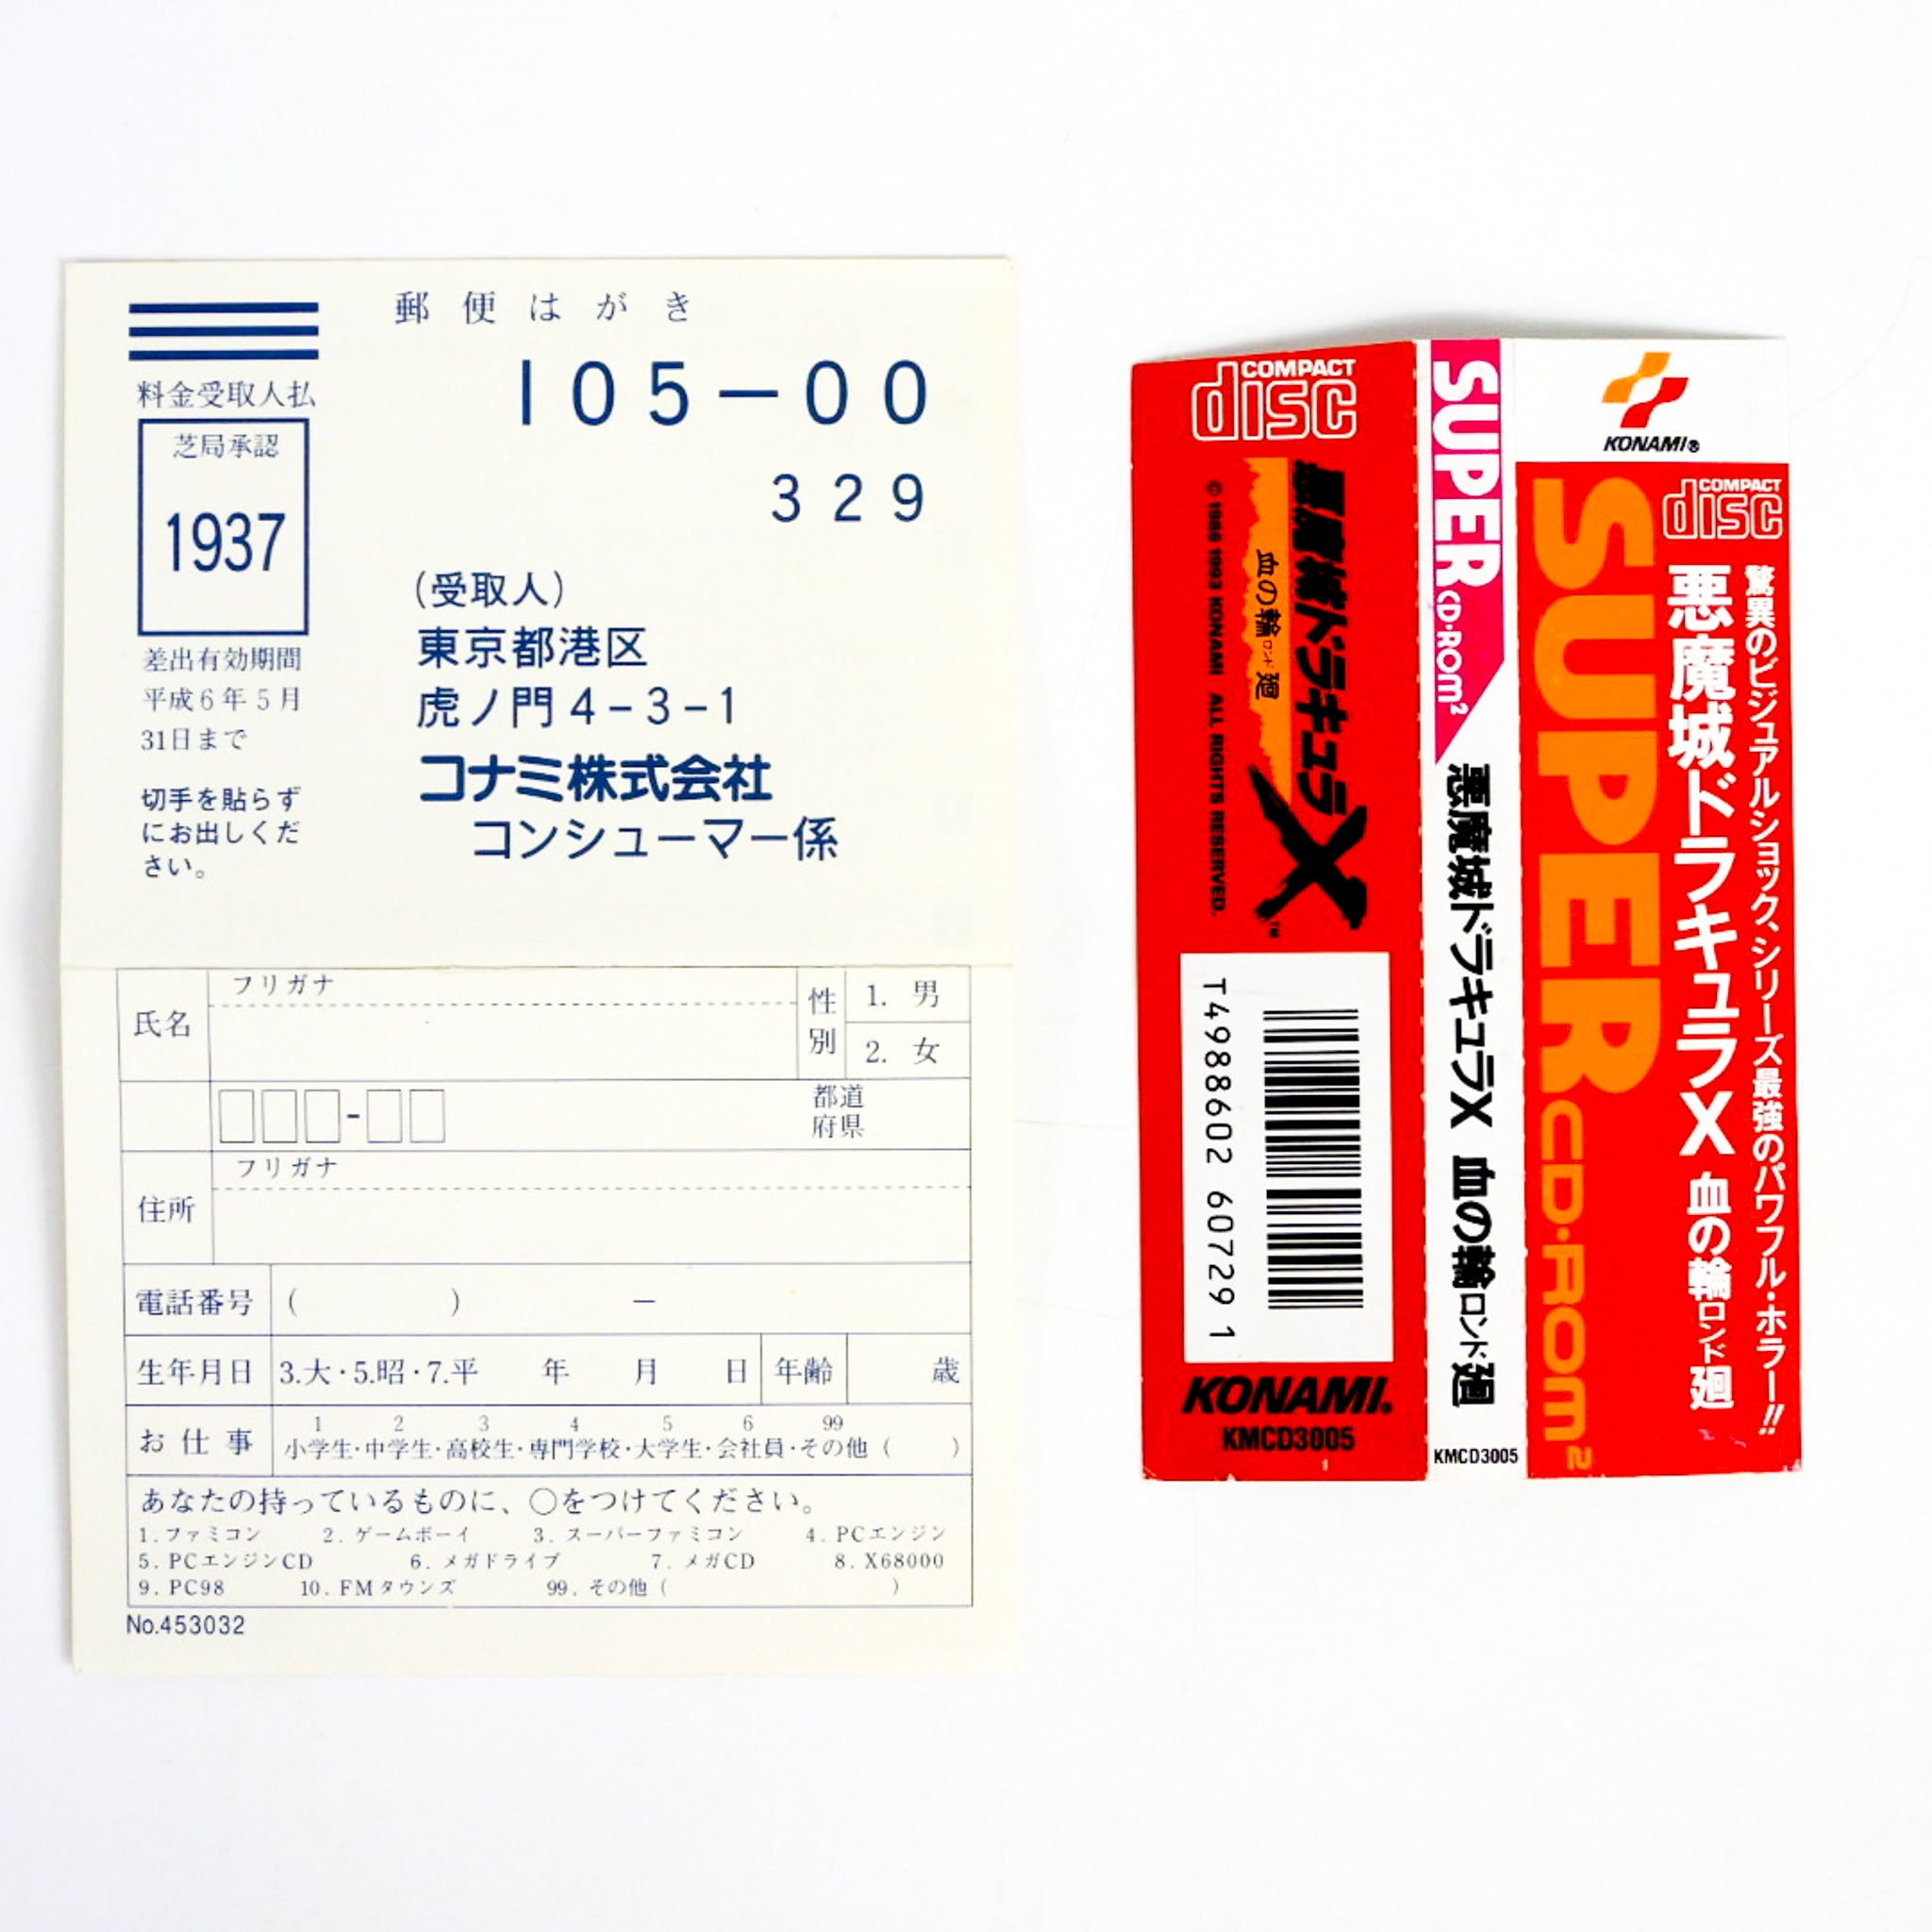 郵便はがき
105-00
329
料金受取人払
芝局承認
1937
差出有効期間
平成6年5月
31日まで
切手を貼らず
にお出しくだ
さい。
(受取人)
東京都港区
虎ノ門4-3-1
コナミ株式会社
コンシューマー係
氏名
フリガナ
性別
1. 男
2. 女
-
都道
府県
住所
フリガナ
電話番号 ( ) —
生年月日 3.大・5.昭・7.平 年 月 日 年齢 歳
お仕事
1 2 3 4 5 6 99
小学生・中学生・高校生・専門学校・大学生・会社員・その他 ( )
あなたの持っているものに、○をつけてください。
1. ファミコン 2. ゲームボーイ 3. スーパーファミコン 4. PCエンジン
5. PCエンジンCD 6. メガドライブ 7. メガCD 8. X68000
9. PC98 10. FMタウンズ 99. その他 ( )
No.453032
COMPACT
disc
悪魔城ドラキュラX
血の輪ロンド廻
TM
© 1986 1993 KONAMI ALL RIGHTS RESERVED.
T4988602 607291
KONAMI.
KMCD3005
SUPER CD-ROM2
悪魔城ドラキュラX 血の輪ロンド廻
KMCD3005
KONAMI®
COMPACT
disc
驚異のビジュアルショック、シリーズ最強のパワフル・ホラー!!
悪魔城ドラキュラX 血の輪ロンド廻
SUPER CD-ROM2